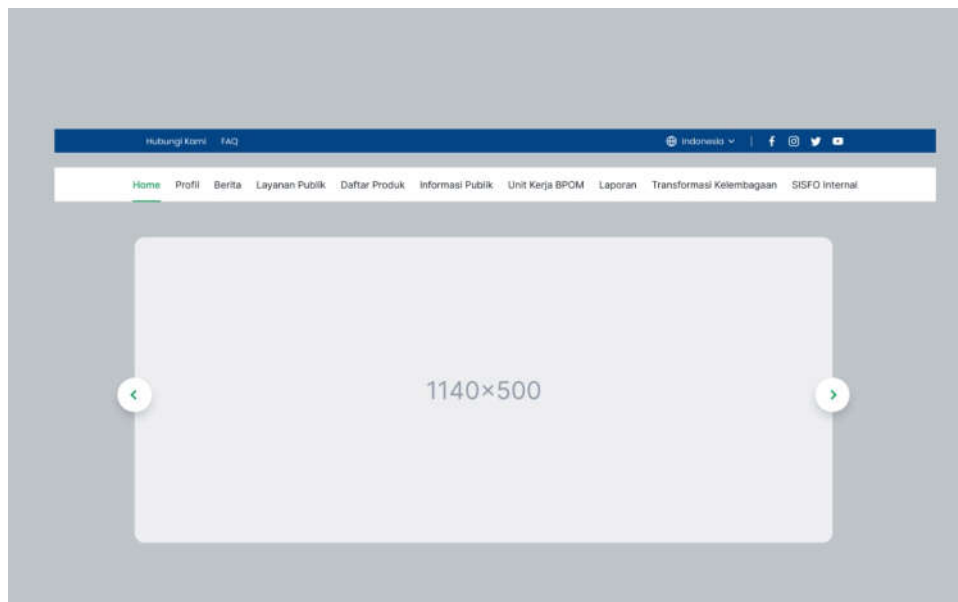 Hubungi Kami FAQ Indonesia
Home Profil Berita Layanan Publik Daftar Produk Informasi Publik Unit Kerja BPOM Laporan Transformasi Kelembagaan SISFO Internal
1140×500